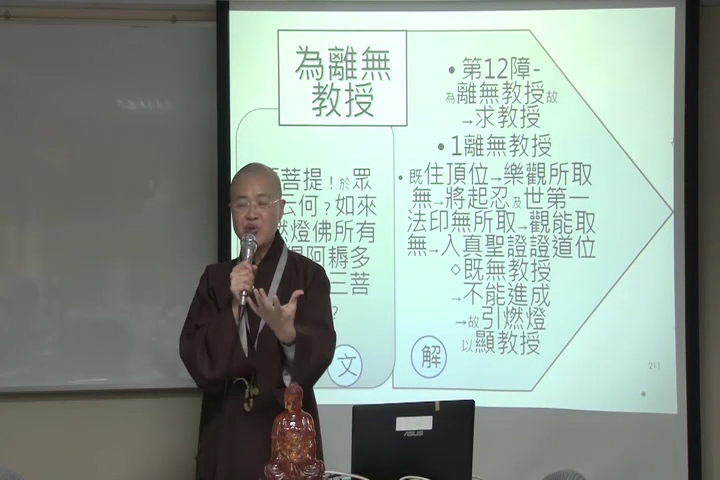 為離無
教授
菩提！於眾
云何？如來
燃燈佛所有
阿耨多
三菩
？
文
• 第12障-
為離無教授故
→求教授
• 1離無教授
• 既住頂位→樂觀所取
無→將起忍及世第一
法印無所取→觀能取
無→入真聖證證道位
◇既無教授
→不能進成
→故引燃燈
以顯教授
解
211
ASUS